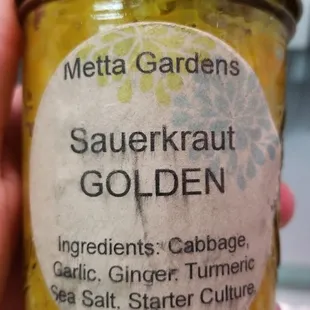 Metta Gardens
Sauerkraut
GOLDEN
Ingredients: Cabbage,
Garlic, Ginger, Turmeric
Sea Salt, Starter Culture,